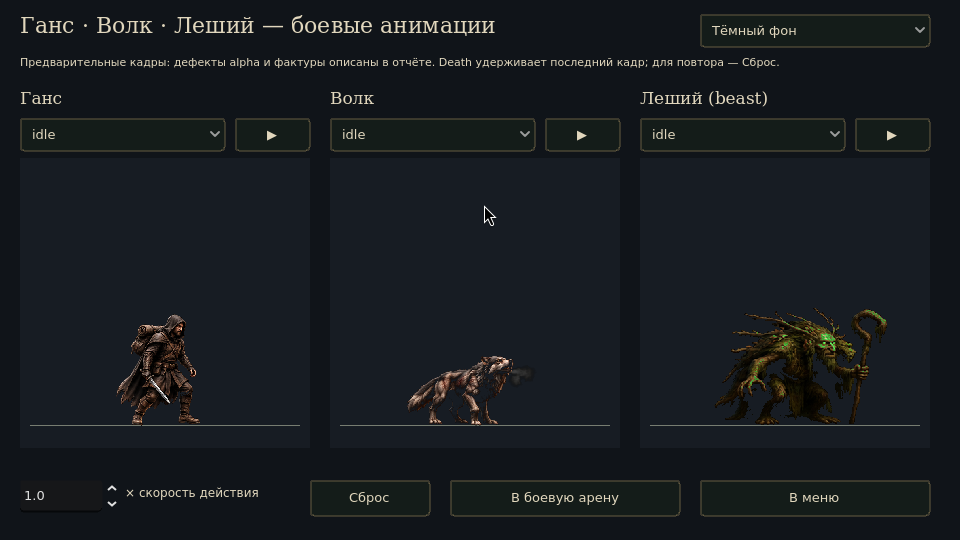 Ганс · Волк · Леший — боевые анимации
Тёмный фон
Предварительные кадры: дефекты alpha и фактуры описаны в отчёте. Death удерживает последний кадр; для повтора — Сброс.
Ганс
Волк
Леший (beast)
idle
idle
idle
1.0
× скорость действия
Сброс
В боевую арену
В меню